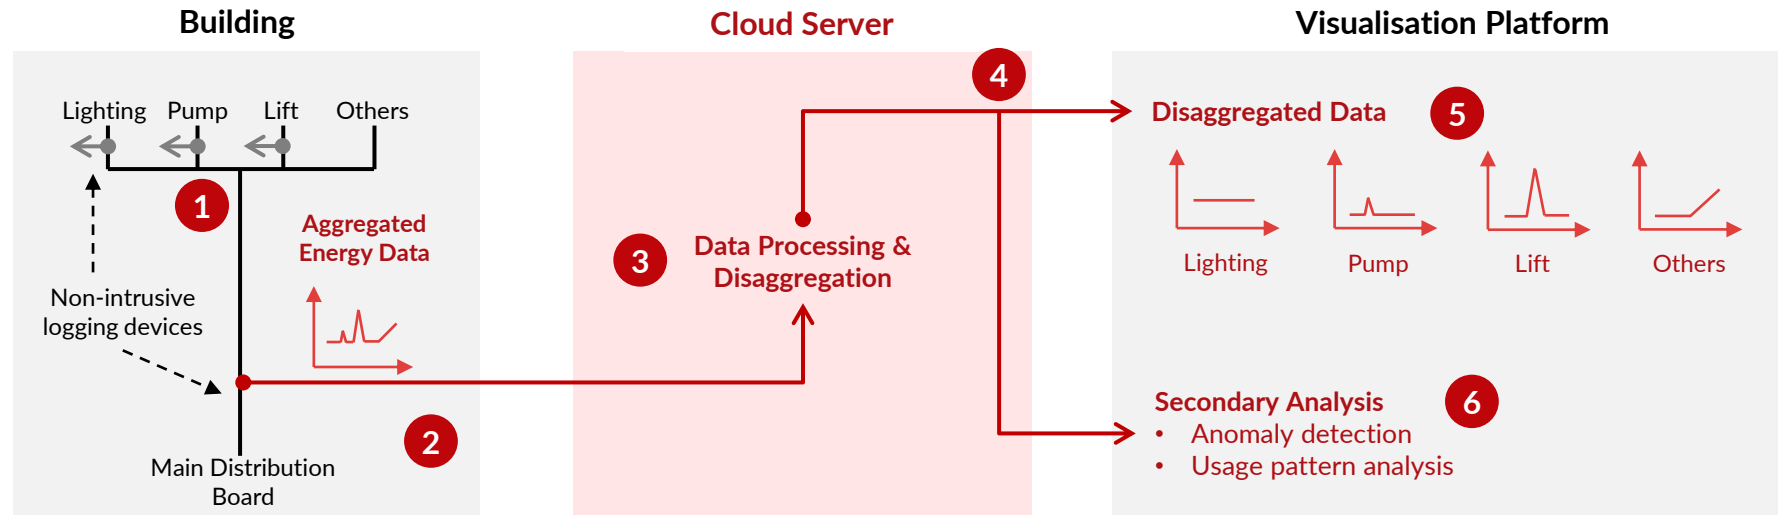 Building
Cloud Server
Visualisation Platform
Lighting
Pump
Lift
Others
1
Aggregated
Energy Data
Non-intrusive
logging devices
2
Main Distribution
Board
3
Data Processing &
Disaggregation
4
Disaggregated Data
5
Lighting
Pump
Lift
Others
Secondary Analysis
6
• Anomaly detection
• Usage pattern analysis